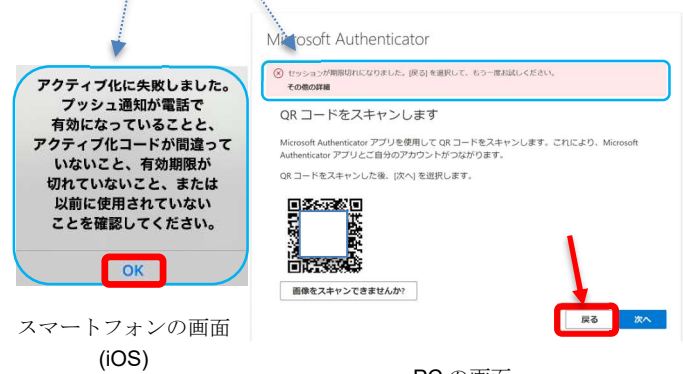 アクティブ化に失敗しました。
プッシュ通知が電話で
有効になっていることと、
アクティブ化コードが間違って
いないこと、有効期限が
切れていないこと、または
以前に使用されていない
ことを確認してください。
OK
スマートフォンの画面
(iOS)
Microsoft Authenticator
セッションが期限切れになりました。[戻る] を選択して、もう一度お試しください。
その他の詳細
QR コードをスキャンします
Microsoft Authenticator アプリを使用して QR コードをスキャンします。これにより、Microsoft
Authenticator アプリとご自分のアカウントがつながります。
QR コードをスキャンした後、[次へ] を選択します。
画像をスキャンできませんか?
戻る
次へ
PC の画面